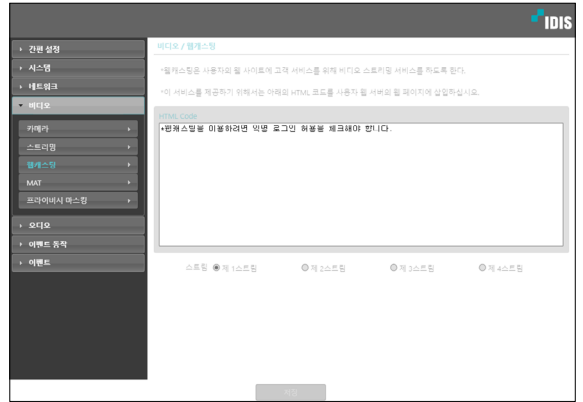 IDIS
간편 설정
시스템
네트워크
비디오
카메라
스트리밍
웹캐스팅
MAT
프라이버시 마스킹
오디오
이벤트 동작
이벤트
비디오 / 웹캐스팅
*웹캐스팅은 사용자의 웹 사이트에 고객 서비스를 위해 비디오 스트리밍 서비스를 하도록 한다.
*이 서비스를 제공하기 위해서는 아래의 HTML 코드를 사용자 웹 서버의 웹 페이지에 삽입하십시오.
HTML Code
*웹캐스팅을 이용하려면 익명 로그인 허용을 체크해야 합니다.
스트림 제 1스트림 제 2스트림 제 3스트림 제 4스트림
저장